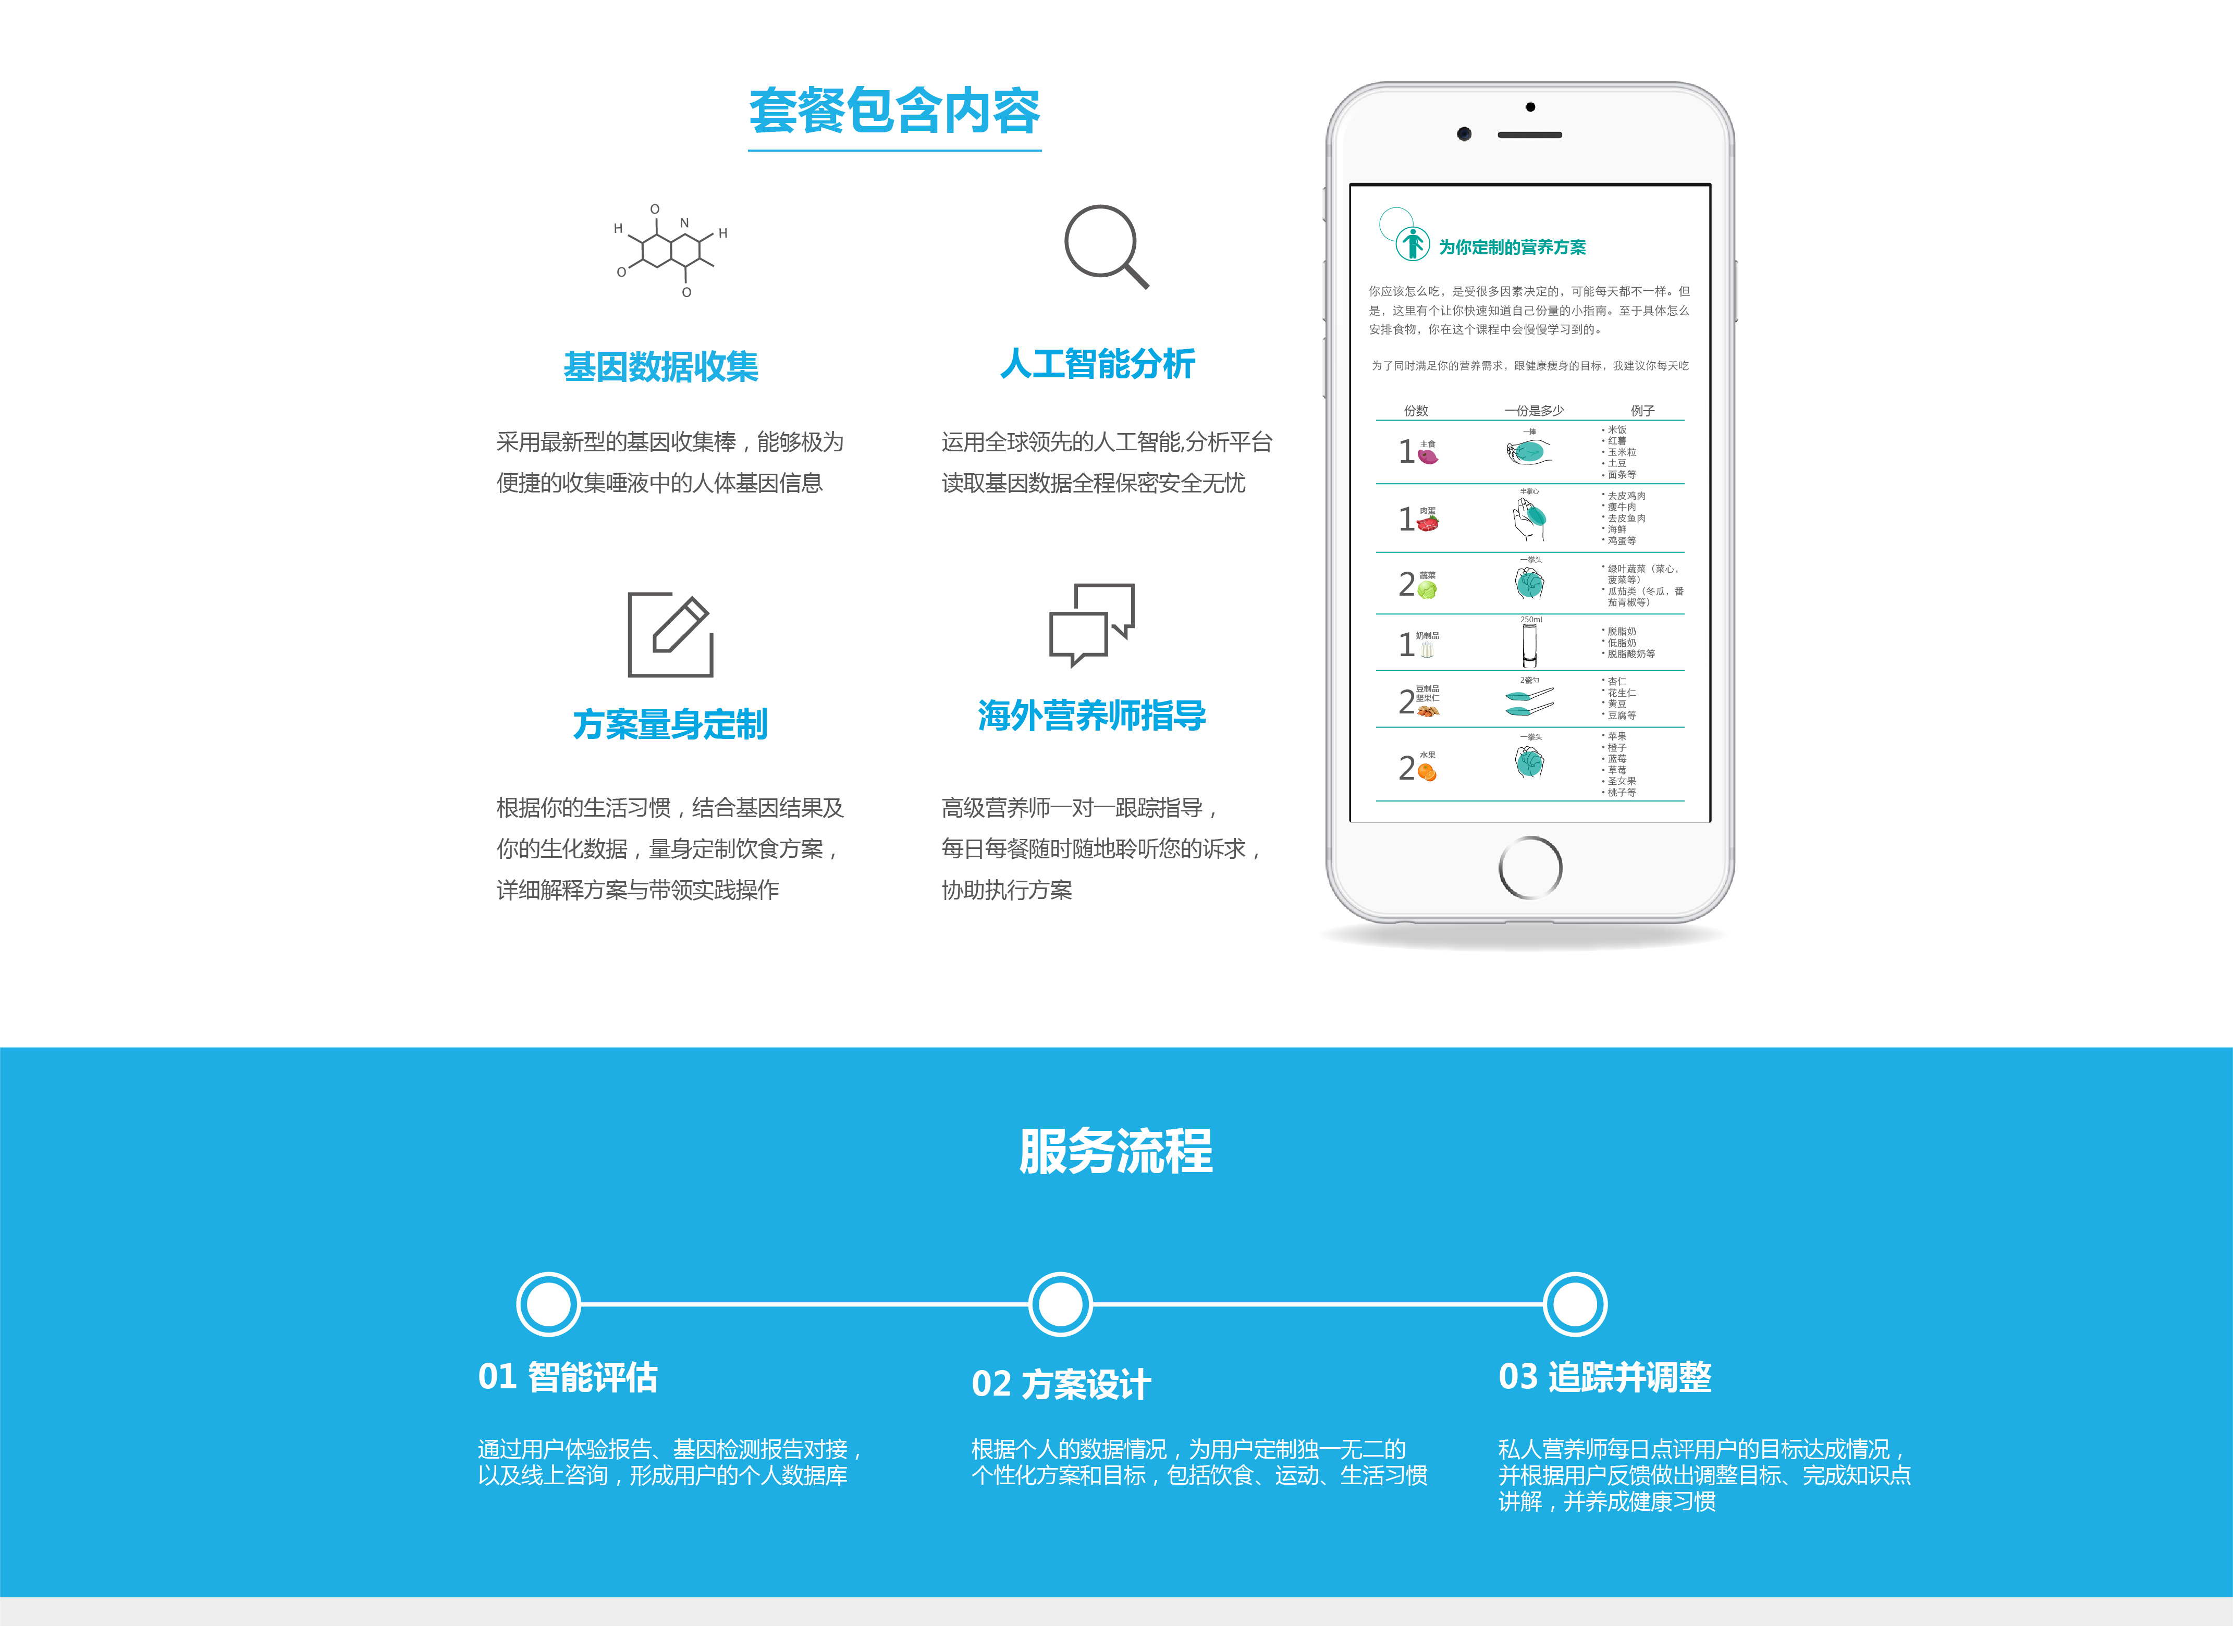 套餐包含内容
H
O
N
H
O
O
基因数据收集
采用最新型的基因收集棒，能够极为
便捷的收集唾液中的人体基因信息
人工智能分析
运用全球领先的人工智能,分析平台
读取基因数据全程保密安全无忧
方案量身定制
根据你的生活习惯，结合基因结果及
你的生化数据，量身定制饮食方案，
详细解释方案与带领实践操作
海外营养师指导
高级营养师一对一跟踪指导，
每日每餐随时随地聆听您的诉求，
协助执行方案
为你定制的营养方案
你应该怎么吃，是受很多因素决定的，可能每天都不一样。但
是，这里有个让你快速知道自己份量的小指南。至于具体怎么
安排食物，你在这个课程中会慢慢学习到的。
为了同时满足你的营养需求，跟健康瘦身的目标，我建议你每天吃
份数 一份是多少 例子
1 主食
一捧
• 米饭
• 红薯
• 玉米粒
• 土豆
• 面条等
1 肉蛋
半掌心
• 去皮鸡肉
• 瘦牛肉
• 去皮鱼肉
• 海鲜
• 鸡蛋等
2 蔬菜
一拳头
• 绿叶蔬菜（菜心，
菠菜等）
• 瓜茄类（冬瓜，番
茄青椒等）
1 奶制品
250ml
• 脱脂奶
• 低脂奶
• 脱脂酸奶等
2 豆制品
坚果仁
2瓷勺
• 杏仁
• 花生仁
• 黄豆
• 豆腐等
2 水果
一拳头
• 苹果
• 橙子
• 蓝莓
• 草莓
• 圣女果
• 桃子等
服务流程
01 智能评估
通过用户体验报告、基因检测报告对接，
以及线上咨询，形成用户的个人数据库
02 方案设计
根据个人的数据情况，为用户定制独一无二的
个性化方案和目标，包括饮食、运动、生活习惯
03 追踪并调整
私人营养师每日点评用户的目标达成情况，
并根据用户反馈做出调整目标、完成知识点
讲解，并养成健康习惯